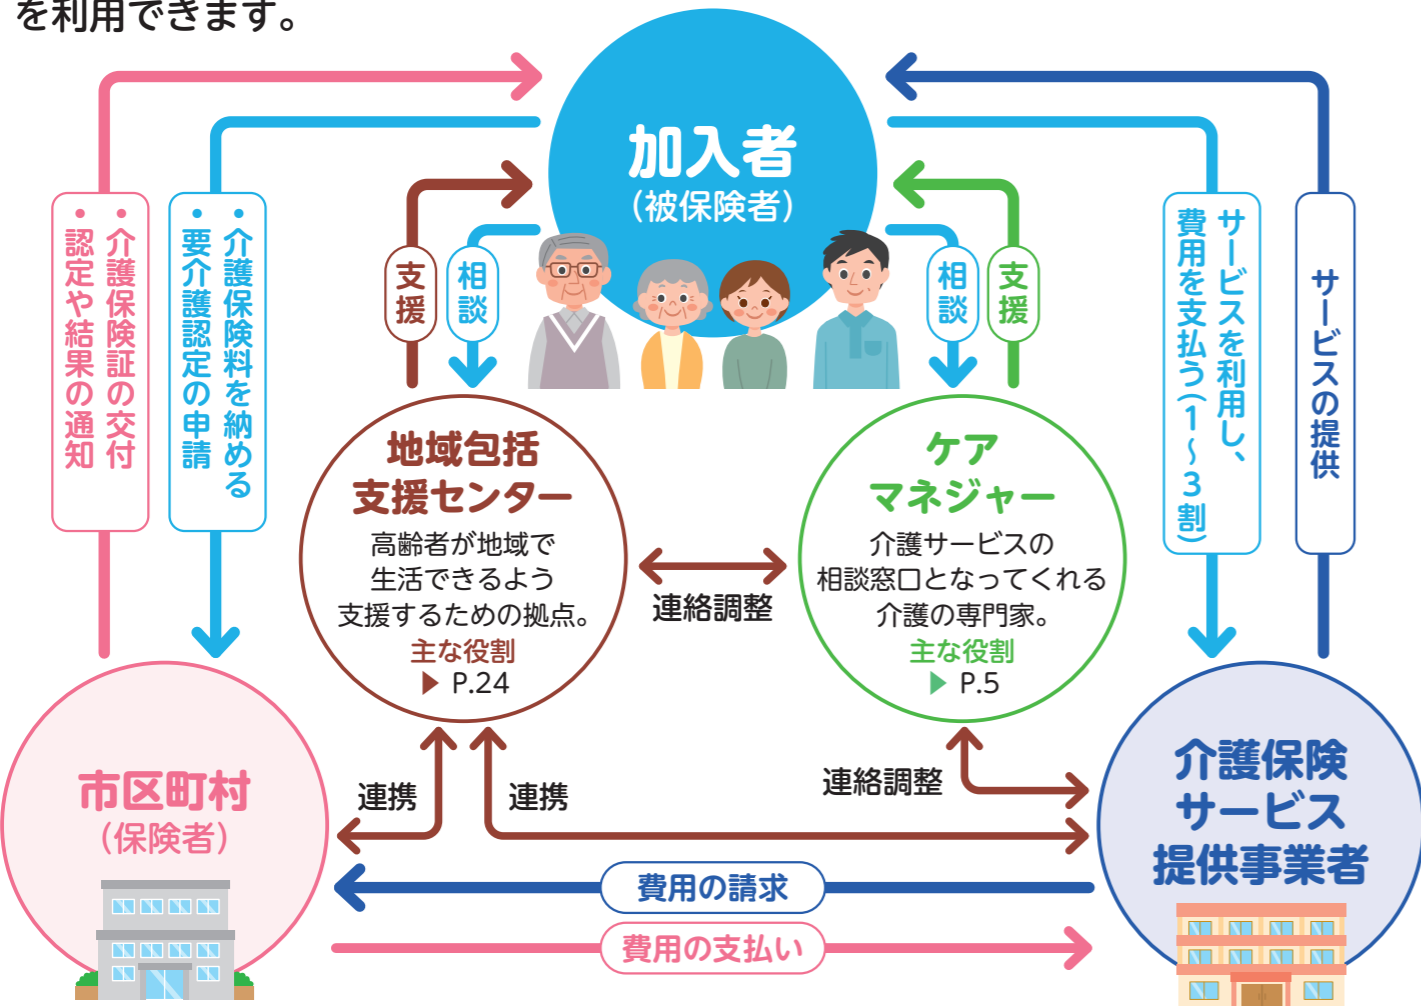 を利用できます。
加入者
（被保険者）
・介護保険証の交付
・認定や結果の通知
・介護保険料を納める
・要介護認定の申請
支援
相談
相談
支援
サービスを利用し、
費用を支払う（1～3割）
サービスの提供
地域包括
支援センター
高齢者が地域で
生活できるよう
支援するための拠点。
主な役割
▶ P.24
連絡調整
ケア
マネジャー
介護サービスの
相談窓口となってくれる
介護の専門家。
主な役割
▶ P.5
市区町村
（保険者）
連携
連携
連絡調整
介護保険
サービス
提供事業者
費用の請求
費用の支払い